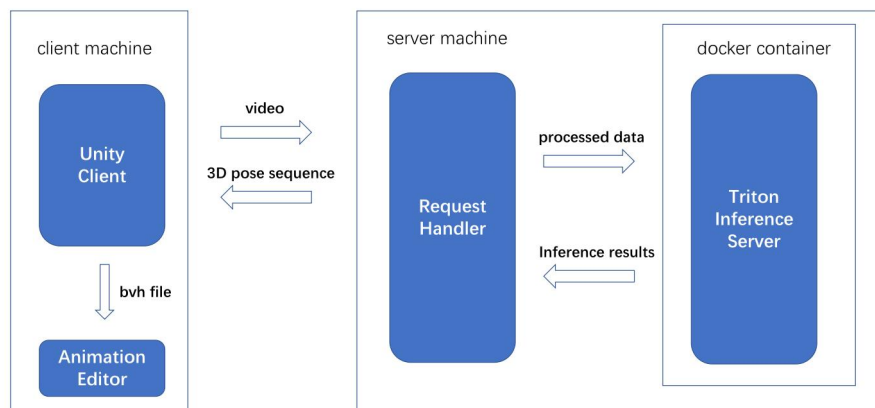 client machine
Unity
Client
bvh file
Animation
Editor
video
3D pose sequence
server machine
Request
Handler
processed data
Inference results
docker container
Triton
Inference
Server